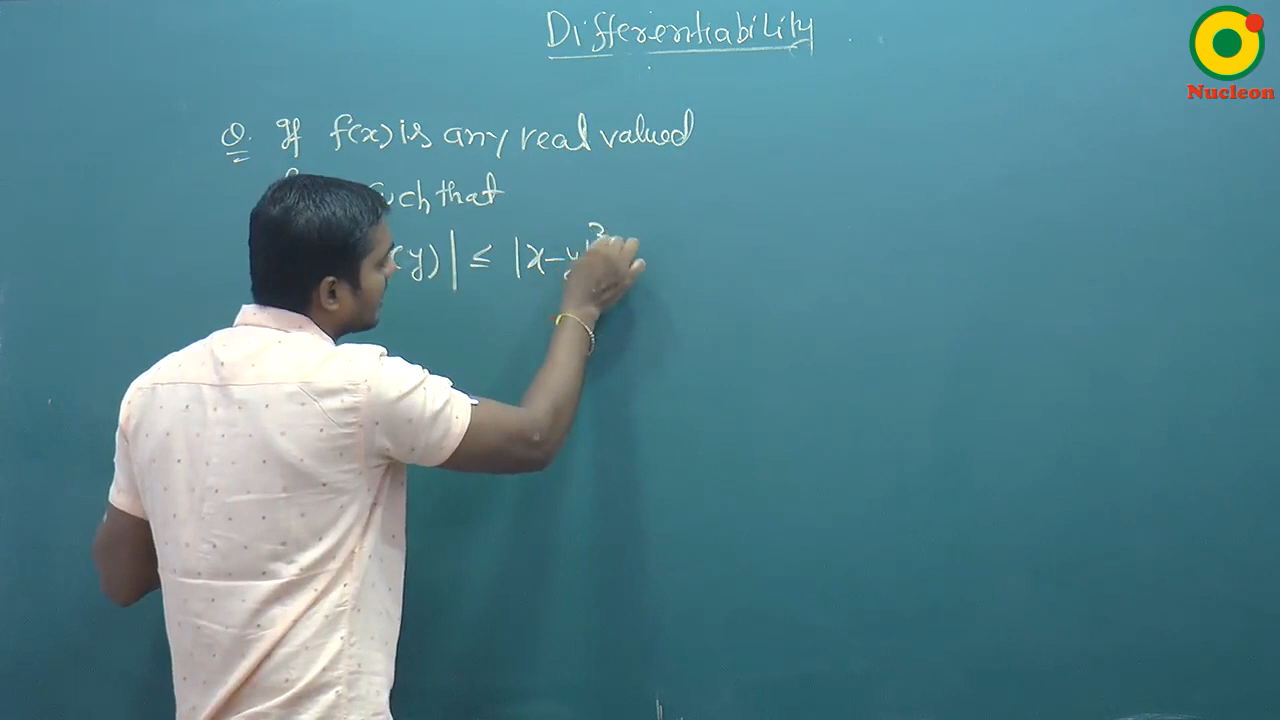 Differentiability
Nucleon
Q. If f(x) is any real valued
such that
(y)| ≤ |x-y|